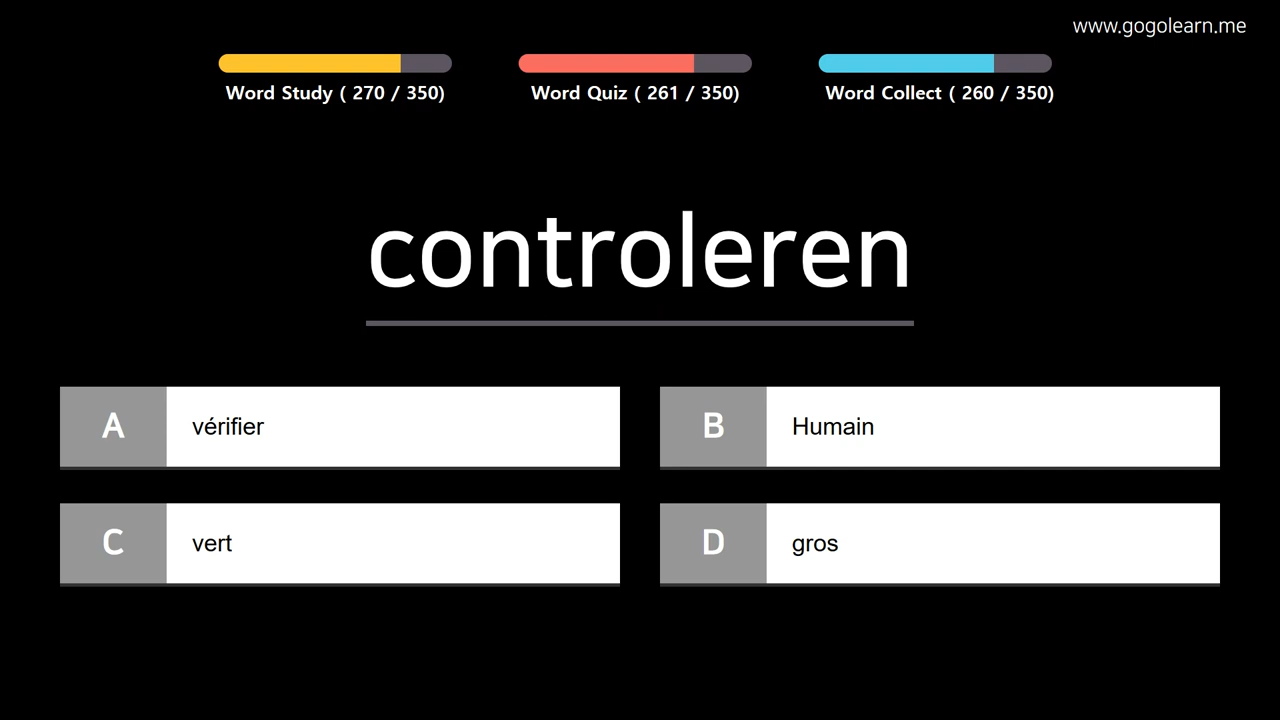 www.gogolearn.me
Word Study ( 270 / 350)
Word Quiz ( 261 / 350)
Word Collect ( 260 / 350)
controleren
A vérifier
B Humain
C vert
D gros